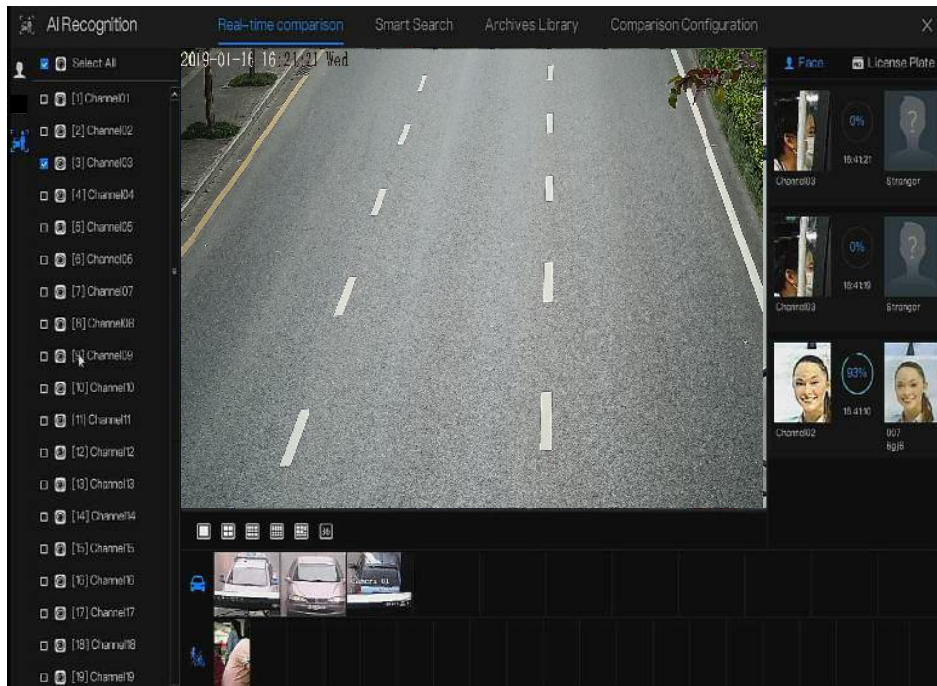 AI Recognition
Real-time comparison
Smart Search
Archives Library
Comparison Configuration
X
Select All
[1] Channel01
[2] Channel02
[3] Channel03
[4] Channel04
[5] Channel05
[6] Channel06
[7] Channel07
[8] Channel08
[9] Channel09
[10] Channel10
[11] Channel11
[12] Channel12
[13] Channel13
[14] Channel14
[15] Channel15
[16] Channel16
[17] Channel17
[18] Channel18
[19] Channel19
2019-01-16 16:21:21 Wed
36
Camera 01
Face
License Plate
0%
16:41:21
Channel03
Stranger
0%
16:41:19
Channel03
Stranger
93%
16:41:10
Channel02
007